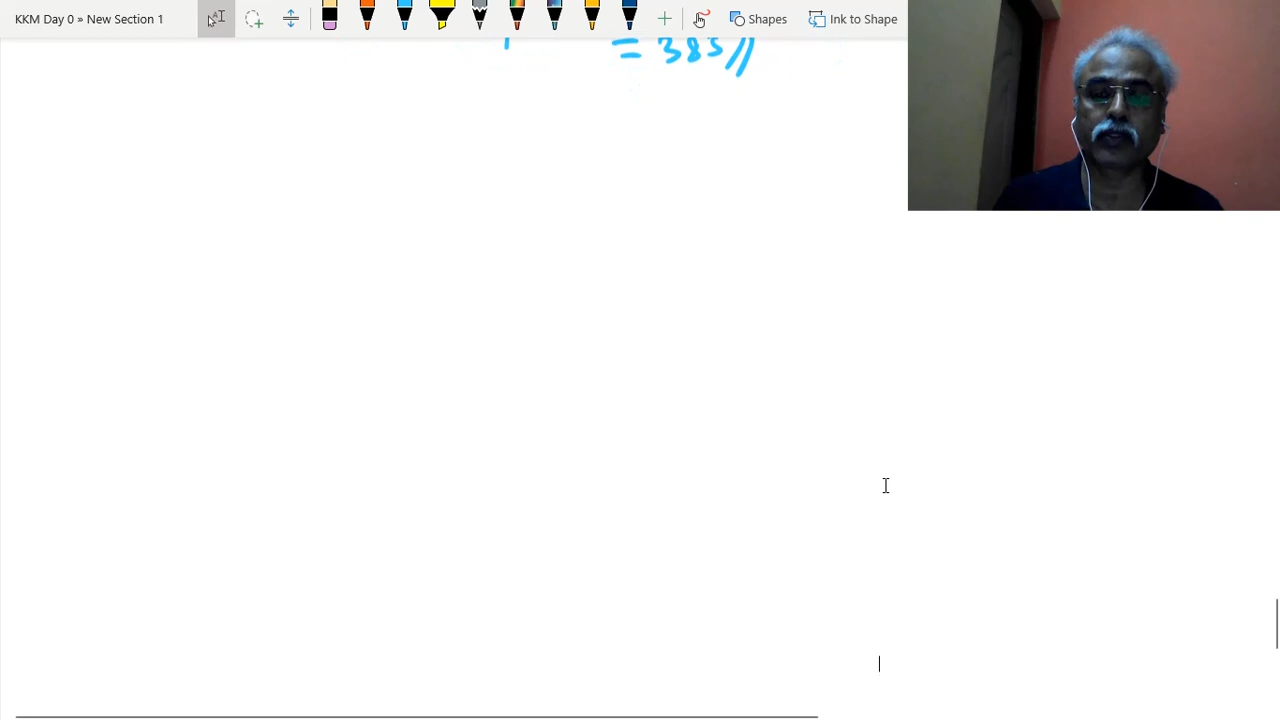 KKM Day 0 » New Section 1
Shapes
Ink to Shape
= 385//